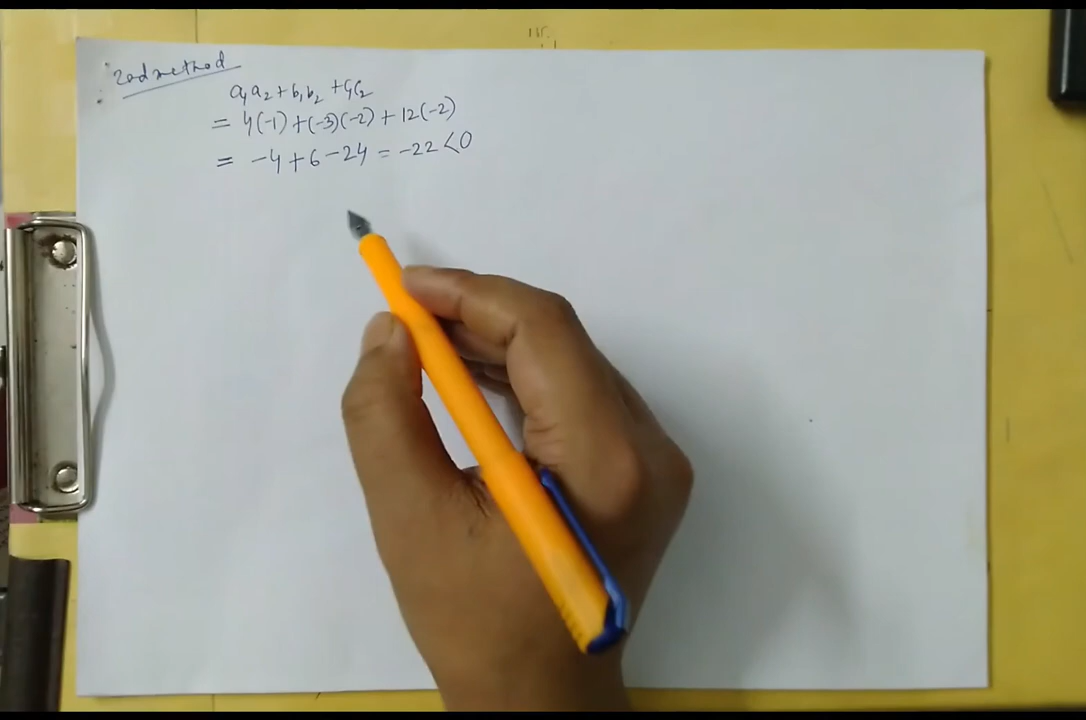 2nd method
a₁a₂ + b₁b₂ + c₁c₂
= 4(-1) + (-3)(-2) + 12(-2)
= -4 + 6 - 24 = -22 < 0